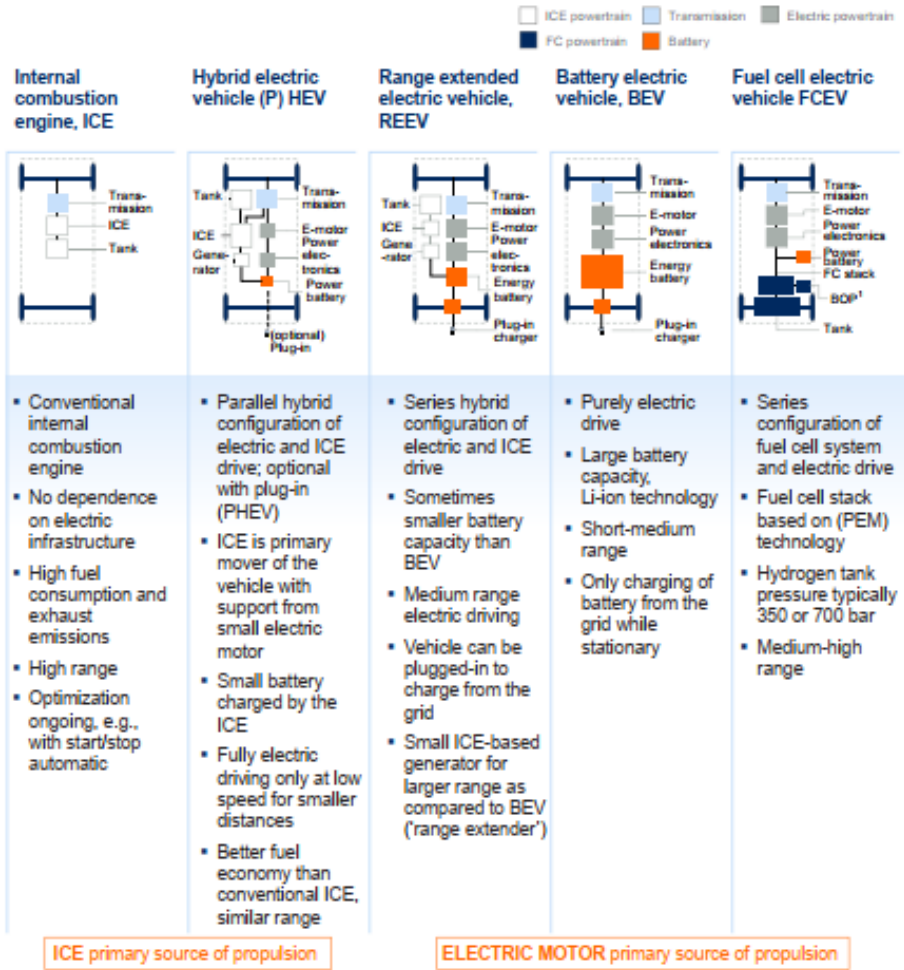 ICE powertrain
Transmission
Electric powertrain
FC powertrain
Battery
Internal
combustion
engine, ICE
Hybrid electric
vehicle (P) HEV
Range extended
electric vehicle,
REEV
Battery electric
vehicle, BEV
Fuel cell electric
vehicle FCEV
Trans-
mission
ICE
Tank
Tank
ICE
Gene-
rator
Trans-
mission
E-motor
Power
elec-
tronics
Power
battery
(optional)
Plug-in
Tank
ICE
Gene-
rator
Trans-
mission
E-motor
Power
elec-
tronics
Energy
battery
Plug-in
charger
Trans-
mission
E-motor
Power
electronics
Energy
battery
Plug-in
charger
Trans-
mission
E-motor
Power
electronics
Power
battery
FC stack
BOP¹
Tank
▪ Conventional
internal
combustion
engine
▪ No dependence
on electric
infrastructure
▪ High fuel
consumption and
exhaust
emissions
▪ High range
▪ Optimization
ongoing, e.g.,
with start/stop
automatic
▪ Parallel hybrid
configuration of
electric and ICE
drive; optional
with plug-in
(PHEV)
▪ ICE is primary
mover of the
vehicle with
support from
small electric
motor
▪ Small battery
charged by the
ICE
▪ Fully electric
driving only at low
speed for smaller
distances
▪ Better fuel
economy than
conventional ICE,
similar range
▪ Series hybrid
configuration of
electric and ICE
drive
▪ Sometimes
smaller battery
capacity than
BEV
▪ Medium range
electric driving
▪ Vehicle can be
plugged-in to
charge from the
grid
▪ Small ICE-based
generator for
larger range as
compared to BEV
('range extender')
▪ Purely electric
drive
▪ Large battery
capacity,
Li-ion technology
▪ Short-medium
range
▪ Only charging of
battery from the
grid while
stationary
▪ Series
configuration of
fuel cell system
and electric drive
▪ Fuel cell stack
based on (PEM)
technology
▪ Hydrogen tank
pressure typically
350 or 700 bar
▪ Medium-high
range
ICE primary source of propulsion
ELECTRIC MOTOR primary source of propulsion